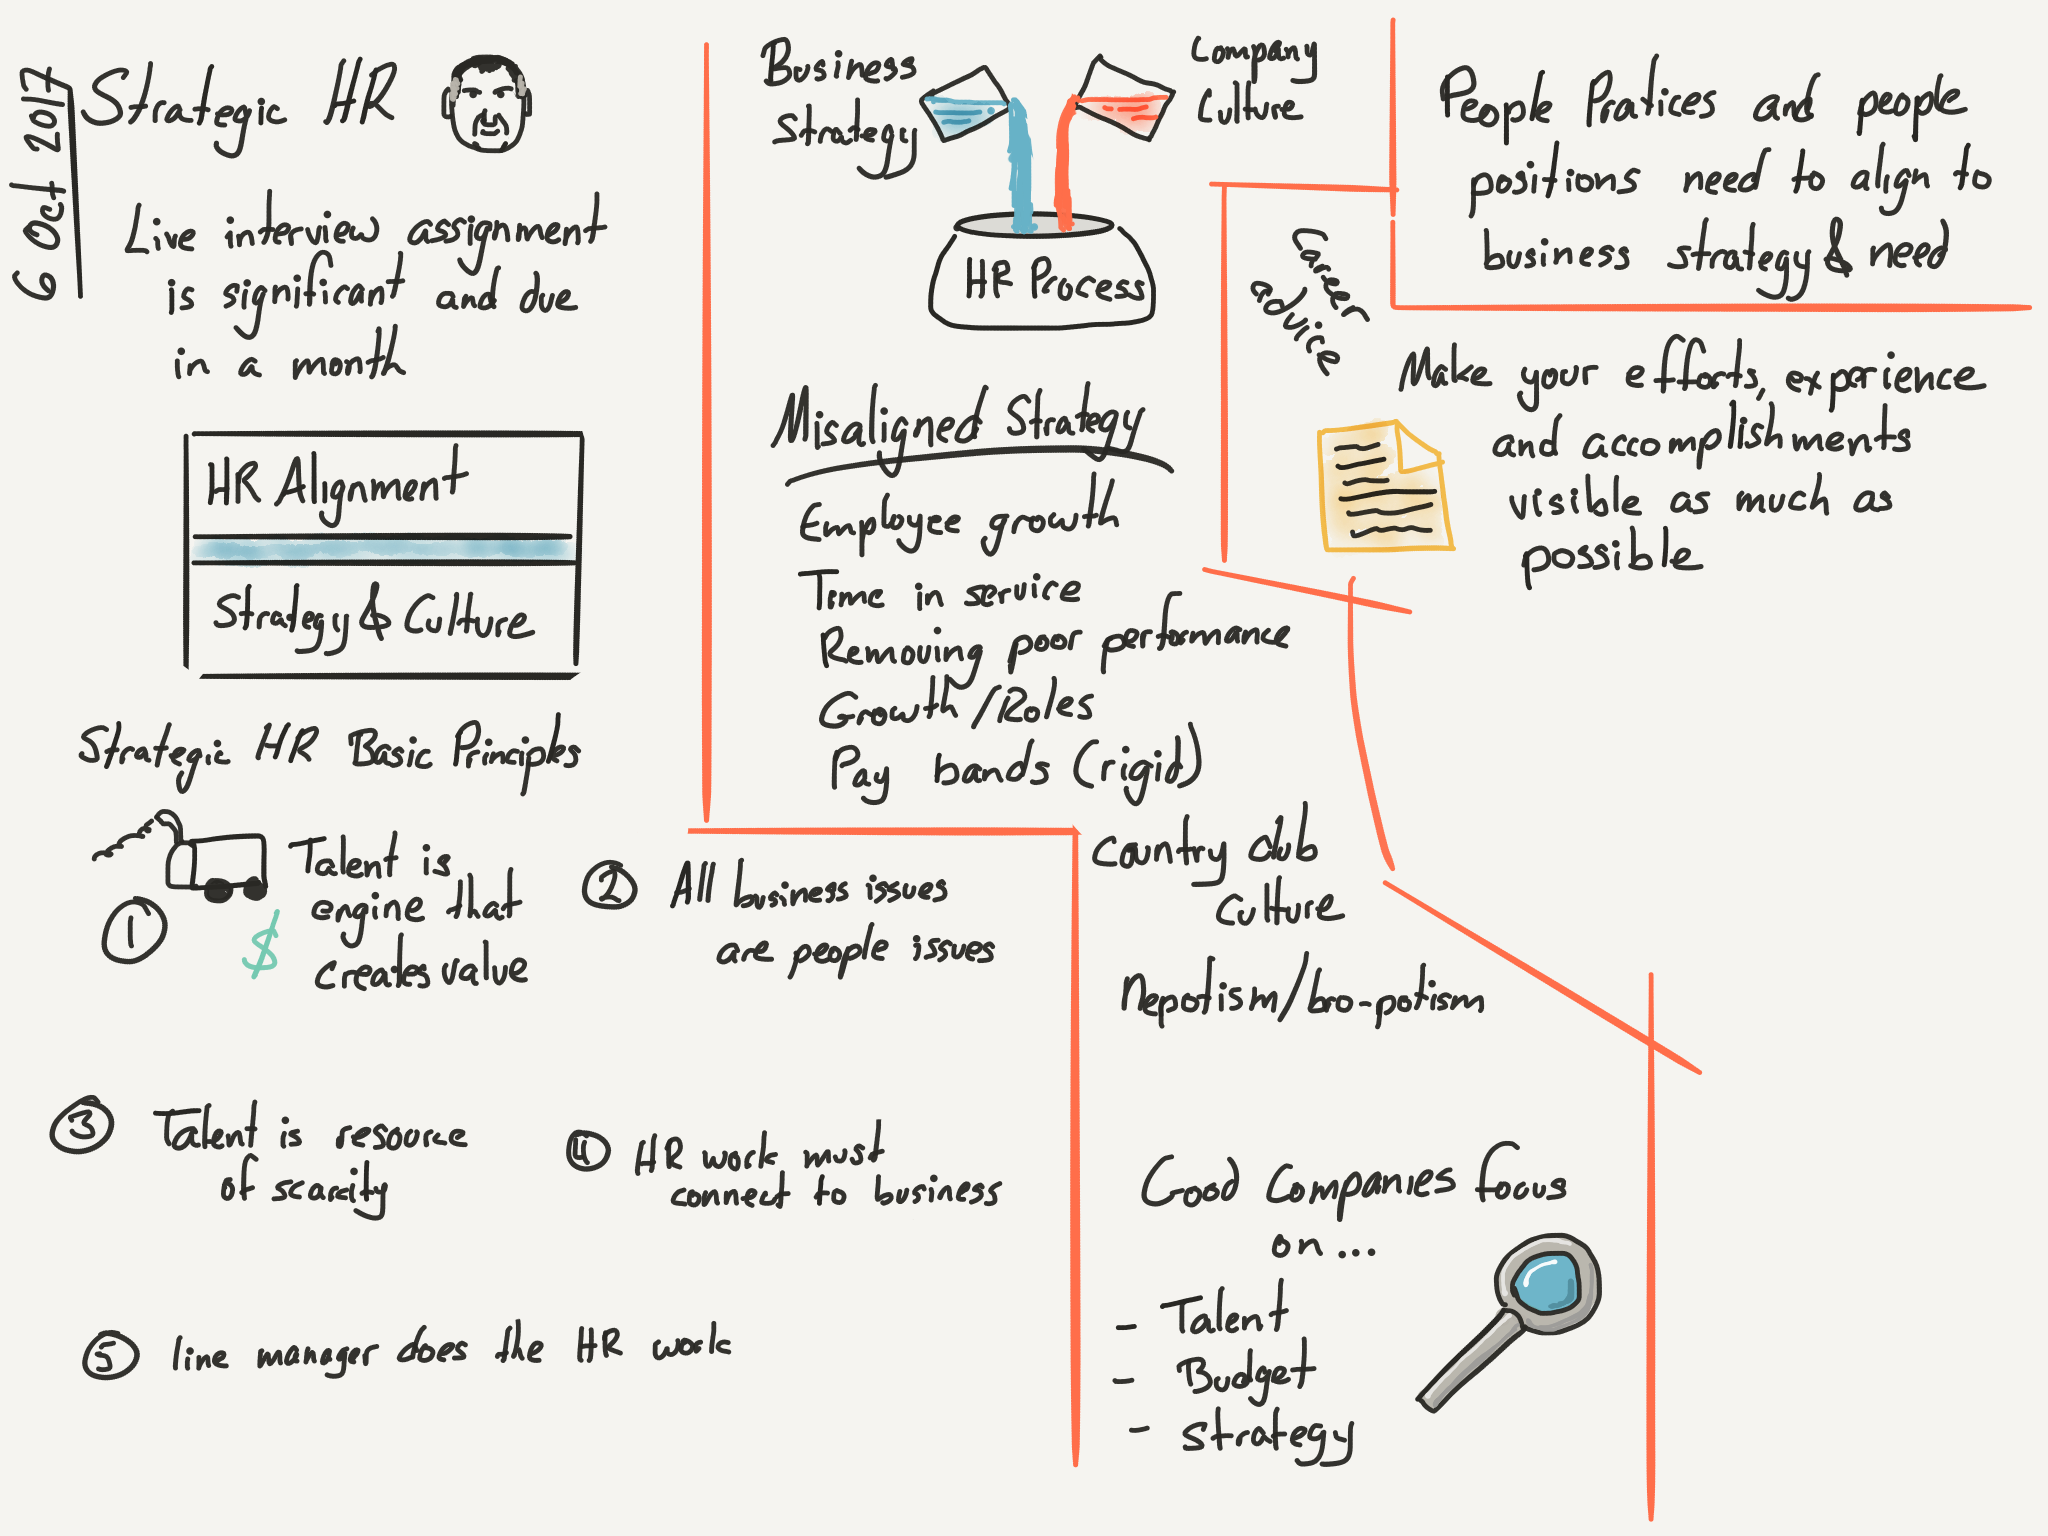 6 Oct 2017
Strategic HR
Live interview assignment
is significant and due
in a month
HR Alignment
Strategy & Culture
Strategic HR Basic Principles
1
$
Talent is
engine that
creates value
2 All business issues
are people issues
3 Talent is resource
of scarcity
4 HR work must
connect to business
5 line manager does the HR work
Business
Strategy
Company
Culture
HR Process
Misaligned Strategy
Employee growth
Time in service
Removing poor performance
Growth/Roles
Pay bands (rigid)
Country club
culture
Nepotism/bro-potism
Good Companies focus
on...
- Talent
- Budget
- Strategy
People Pratices and people
positions need to align to
business strategy & need
Career
advice
Make your efforts, experience
and accomplishments
visible as much as
possible